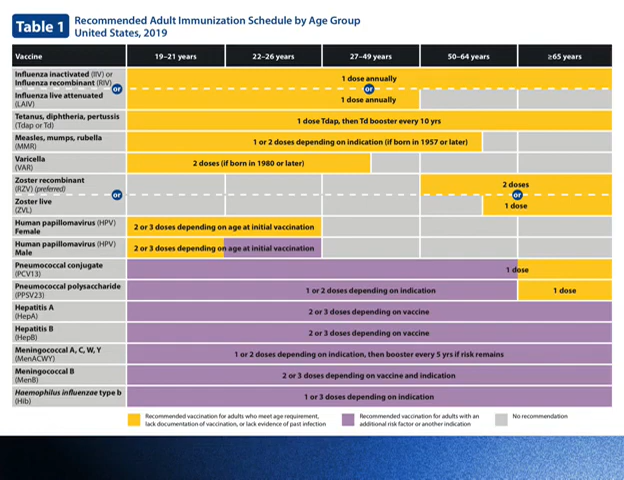 Table 1
Recommended Adult Immunization Schedule by Age Group
United States, 2019
Vaccine
19–21 years
22–26 years
27–49 years
50–64 years
≥65 years
Influenza inactivated (IIV) or
Influenza recombinant (RIV)
1 dose annually
or
or
Influenza live attenuated
(LAIV)
1 dose annually
Tetanus, diphtheria, pertussis
(Tdap or Td)
1 dose Tdap, then Td booster every 10 yrs
Measles, mumps, rubella
(MMR)
1 or 2 doses depending on indication (if born in 1957 or later)
Varicella
(VAR)
2 doses (if born in 1980 or later)
Zoster recombinant
(RZV) (preferred)
2 doses
or
or
Zoster live
(ZVL)
1 dose
Human papillomavirus (HPV)
Female
2 or 3 doses depending on age at initial vaccination
Human papillomavirus (HPV)
Male
2 or 3 doses depending on age at initial vaccination
Pneumococcal conjugate
(PCV13)
1 dose
Pneumococcal polysaccharide
(PPSV23)
1 or 2 doses depending on indication
1 dose
Hepatitis A
(HepA)
2 or 3 doses depending on vaccine
Hepatitis B
(HepB)
2 or 3 doses depending on vaccine
Meningococcal A, C, W, Y
(MenACWY)
1 or 2 doses depending on indication, then booster every 5 yrs if risk remains
Meningococcal B
(MenB)
2 or 3 doses depending on vaccine and indication
Haemophilus influenzae type b
(Hib)
1 or 3 doses depending on indication
Recommended vaccination for adults who meet age requirement,
lack documentation of vaccination, or lack evidence of past infection
Recommended vaccination for adults with an
additional risk factor or another indication
No recommendation